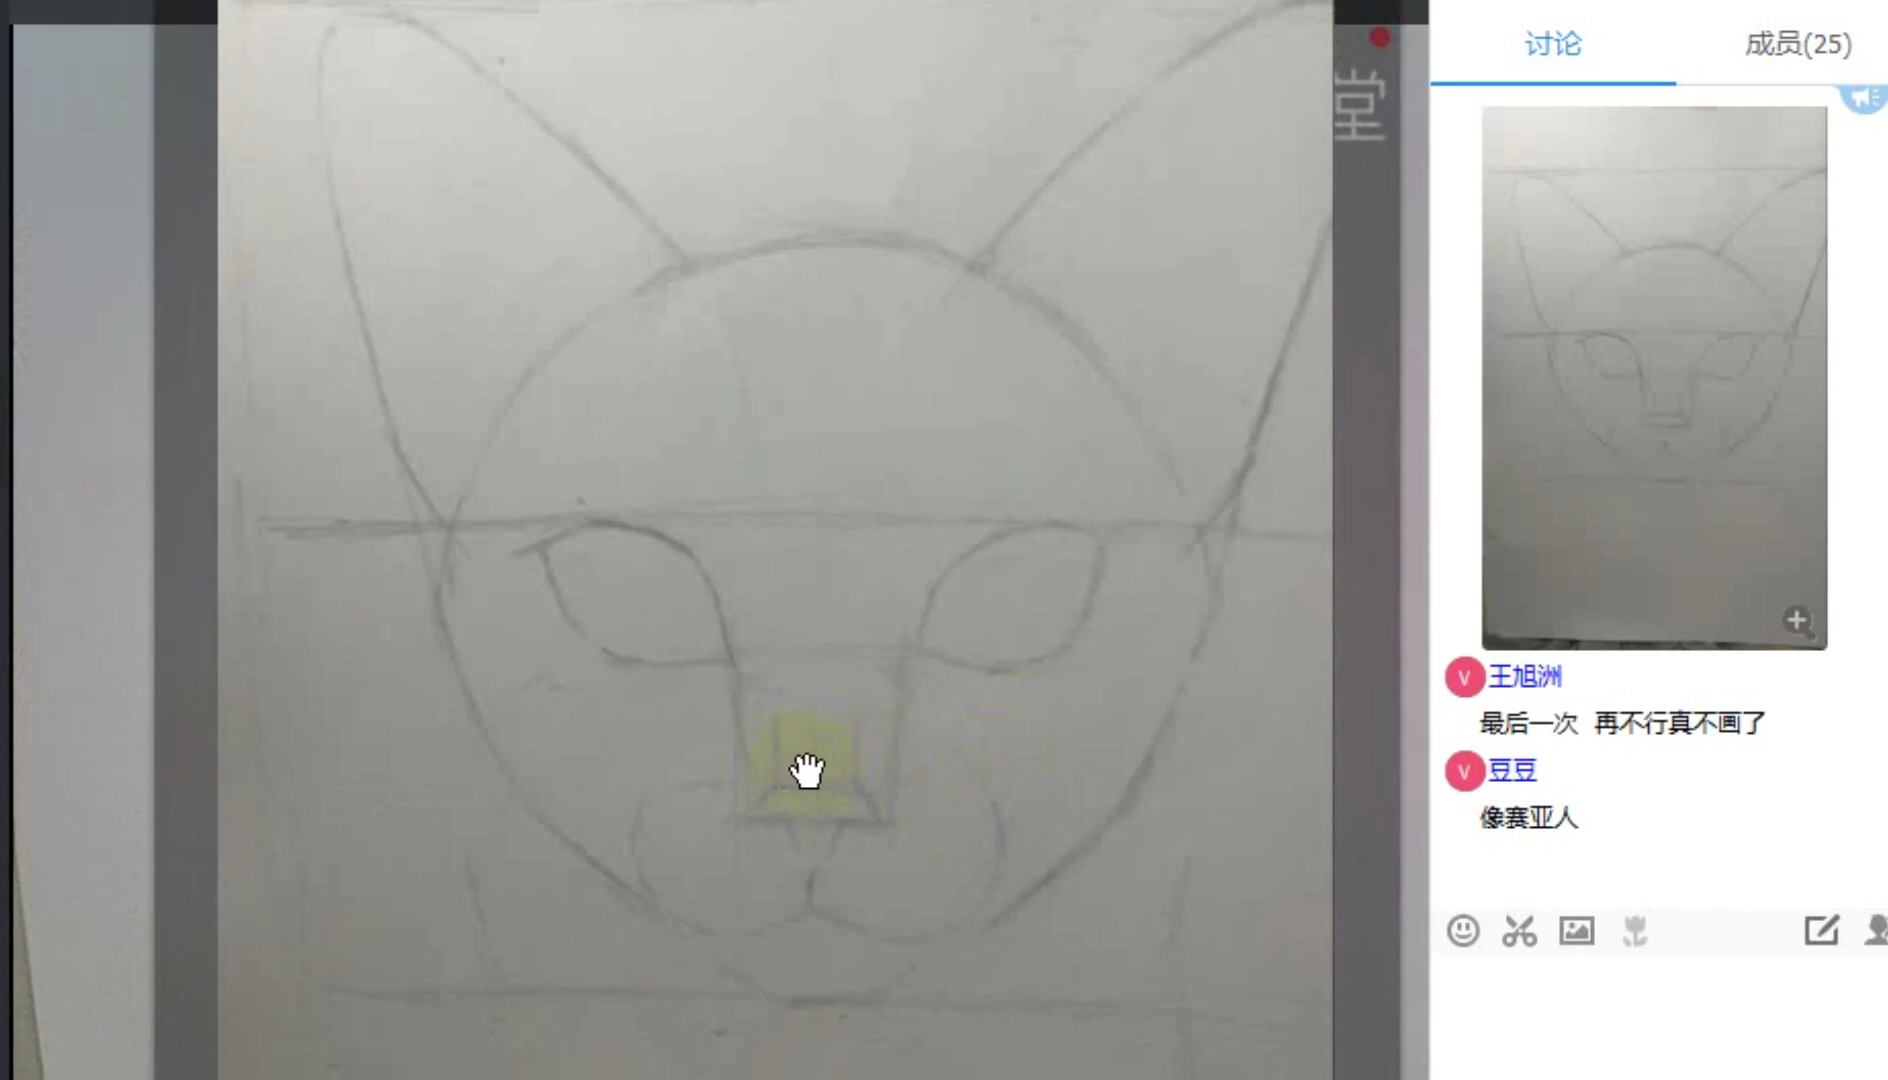 讨论
成员(25)
堂
V 王旭洲
最后一次 再不行真不画了
V 豆豆
像赛亚人